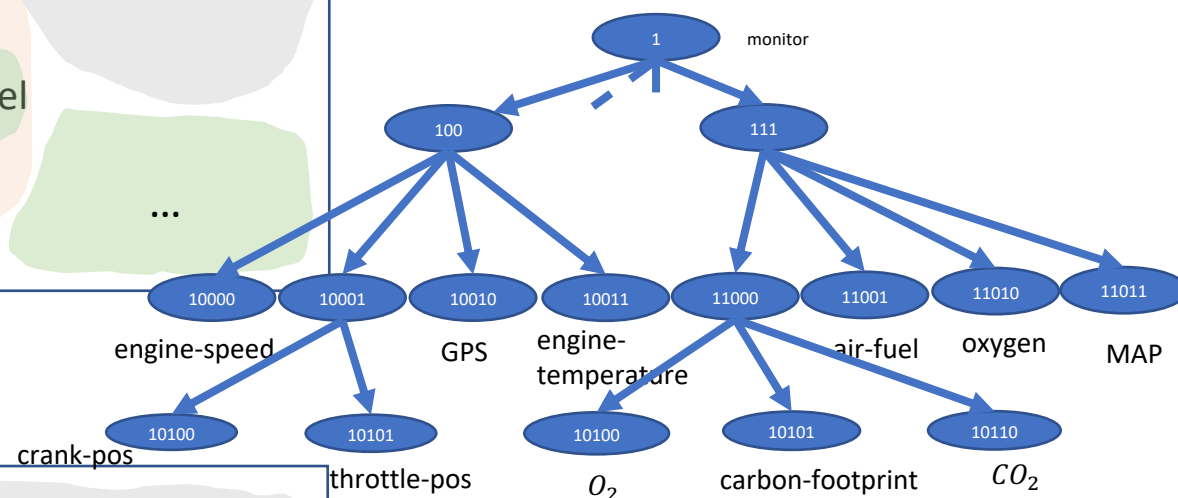 1
monitor
el
100
111
...
10000
10001
10010
10011
11000
11001
11010
11011
engine-speed
GPS
engine-
temperature
air-fuel
oxygen
MAP
10100
10101
10100
10101
10110
crank-pos
throttle-pos
O₂
carbon-footprint
CO₂